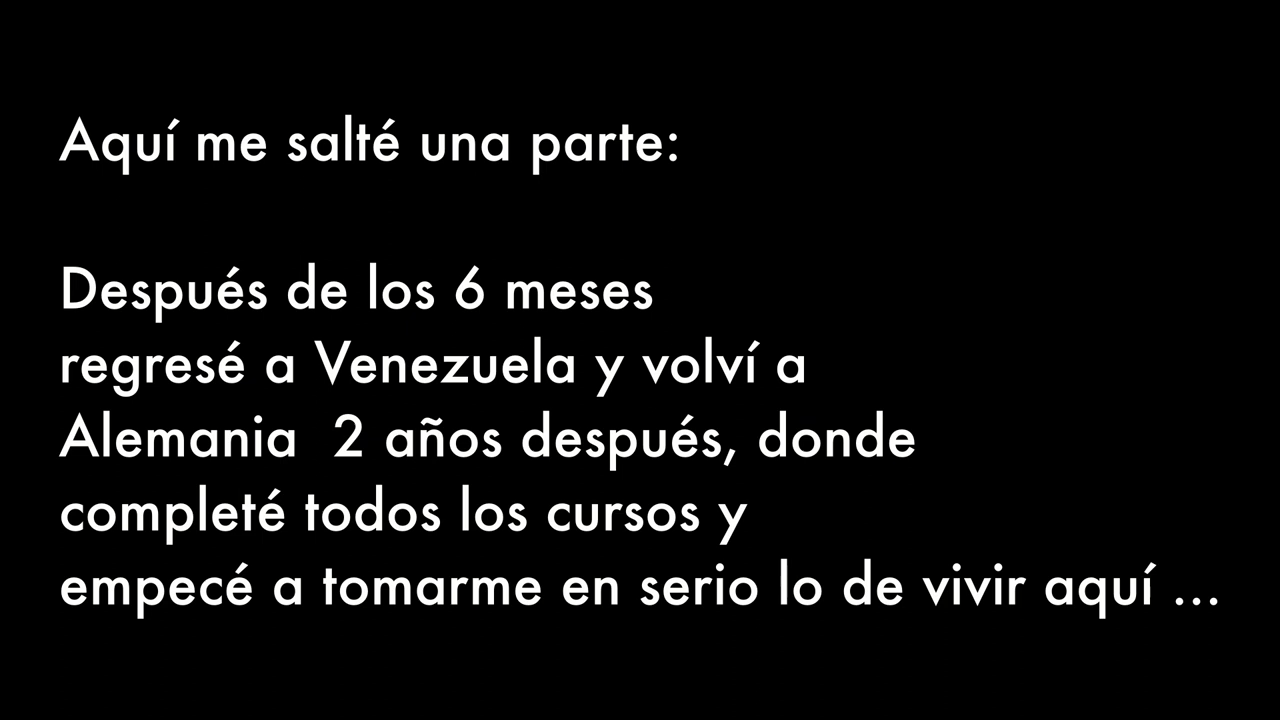 Aquí me salté una parte:
Después de los 6 meses
regresé a Venezuela y volví a
Alemania  2 años después, donde
completé todos los cursos y
empecé a tomarme en serio lo de vivir aquí ...